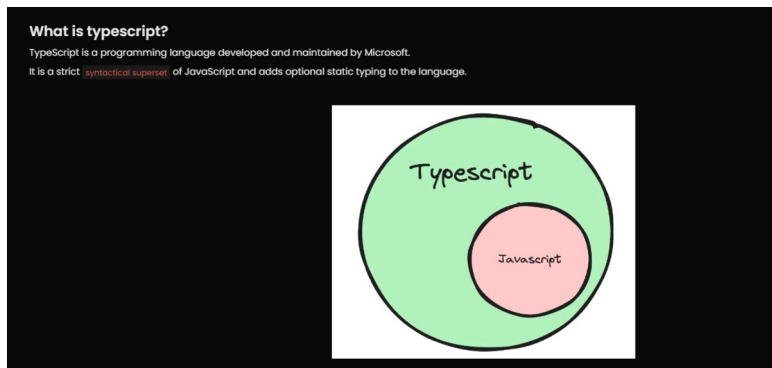 What is typescript?
TypeScript is a programming language developed and maintained by Microsoft.
It is a strict syntactical superset of JavaScript and adds optional static typing to the language.
Typescript
Javascript